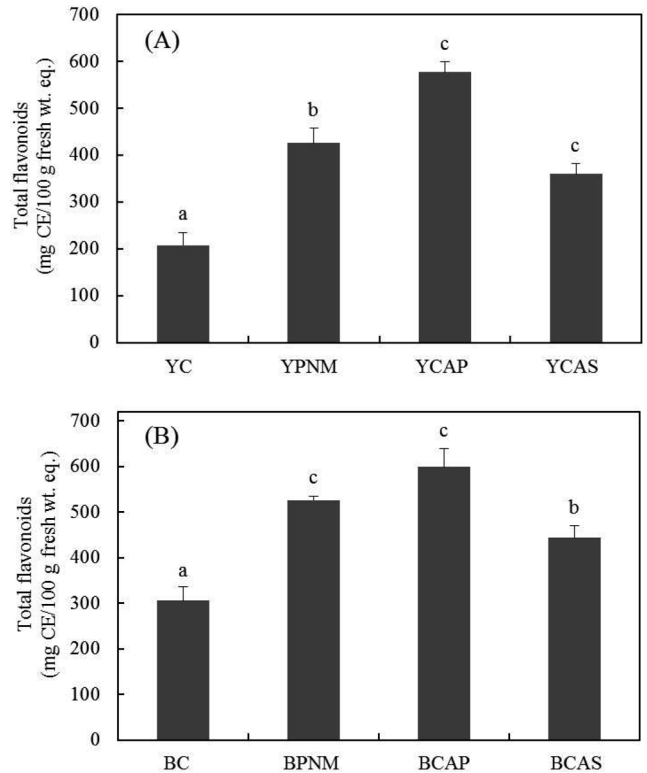 (A)
Total flavonoids
(mg CE/100 g fresh wt. eq.)
700
600
500
400
300
200
100
0
a
b
c
c
YC YPNM YCAP YCAS
(B)
Total flavonoids
(mg CE/100 g fresh wt. eq.)
700
600
500
400
300
200
100
0
a
c
c
b
BC BPNM BCAP BCAS